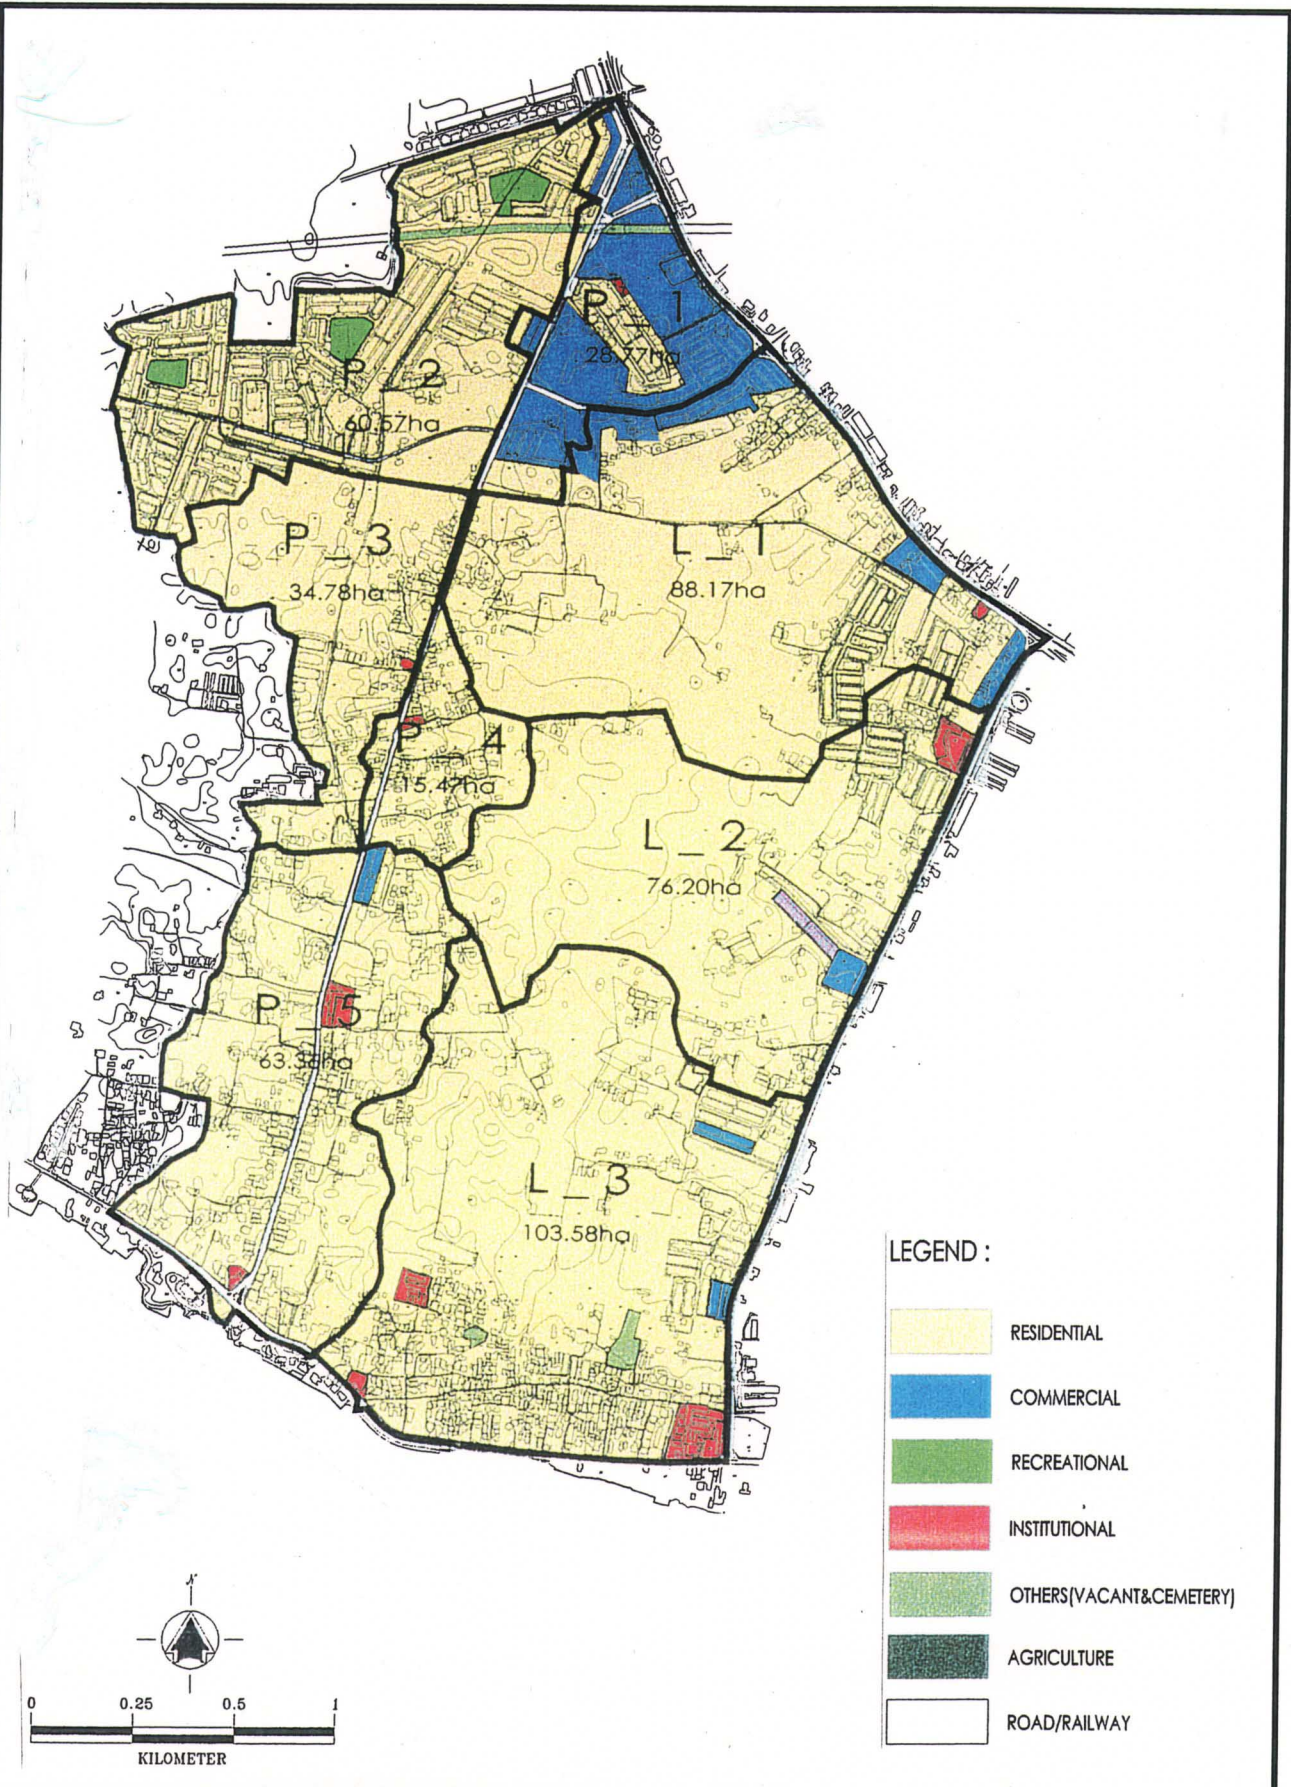 P_1
28.77ha
P_2
60.57ha
P_3
34.78ha
L_1
88.17ha
P_4
15.47ha
L_2
76.20ha
P_5
63.36ha
L_3
103.58ha
LEGEND :
RESIDENTIAL
COMMERCIAL
RECREATIONAL
INSTITUTIONAL
OTHERS(VACANT&CEMETERY)
AGRICULTURE
ROAD/RAILWAY
N
0 0.25 0.5 1
KILOMETER